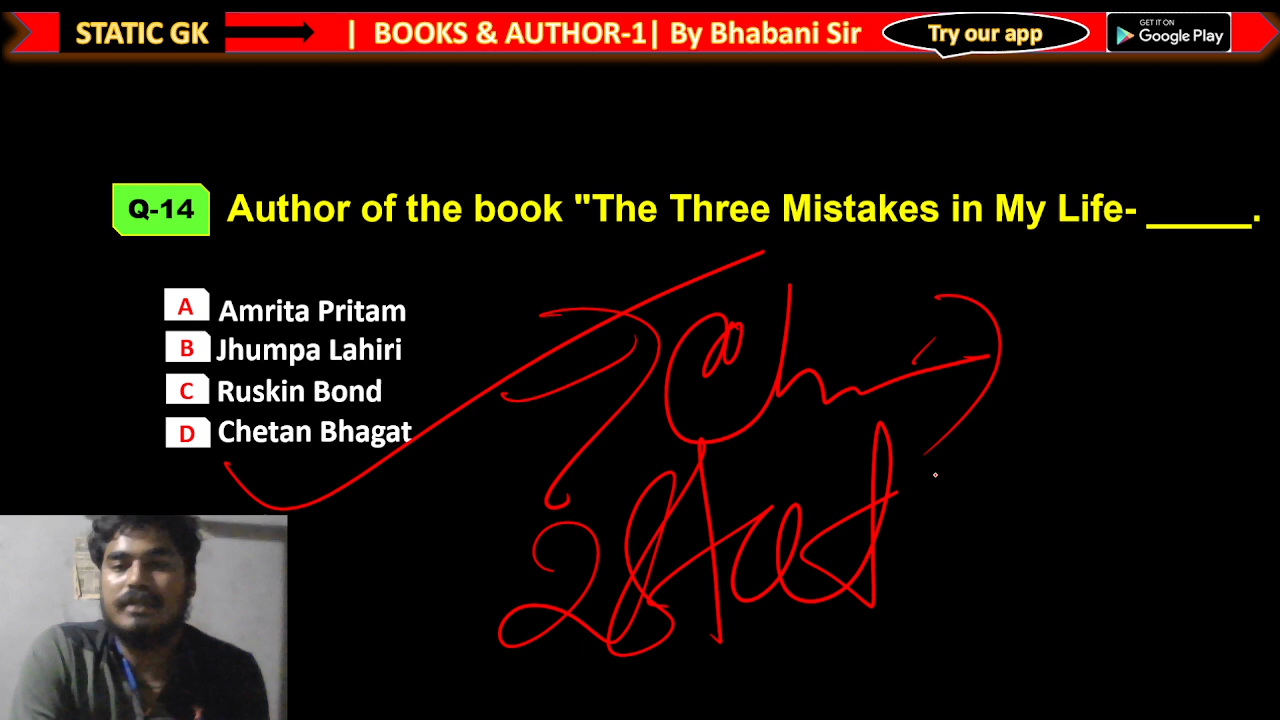 STATIC GK | BOOKS & AUTHOR-1| By Bhabani Sir Try our app GET IT ON Google Play
Q-14 Author of the book "The Three Mistakes in My Life- _____.
A Amrita Pritam
B Jhumpa Lahiri
C Ruskin Bond
D Chetan Bhagat